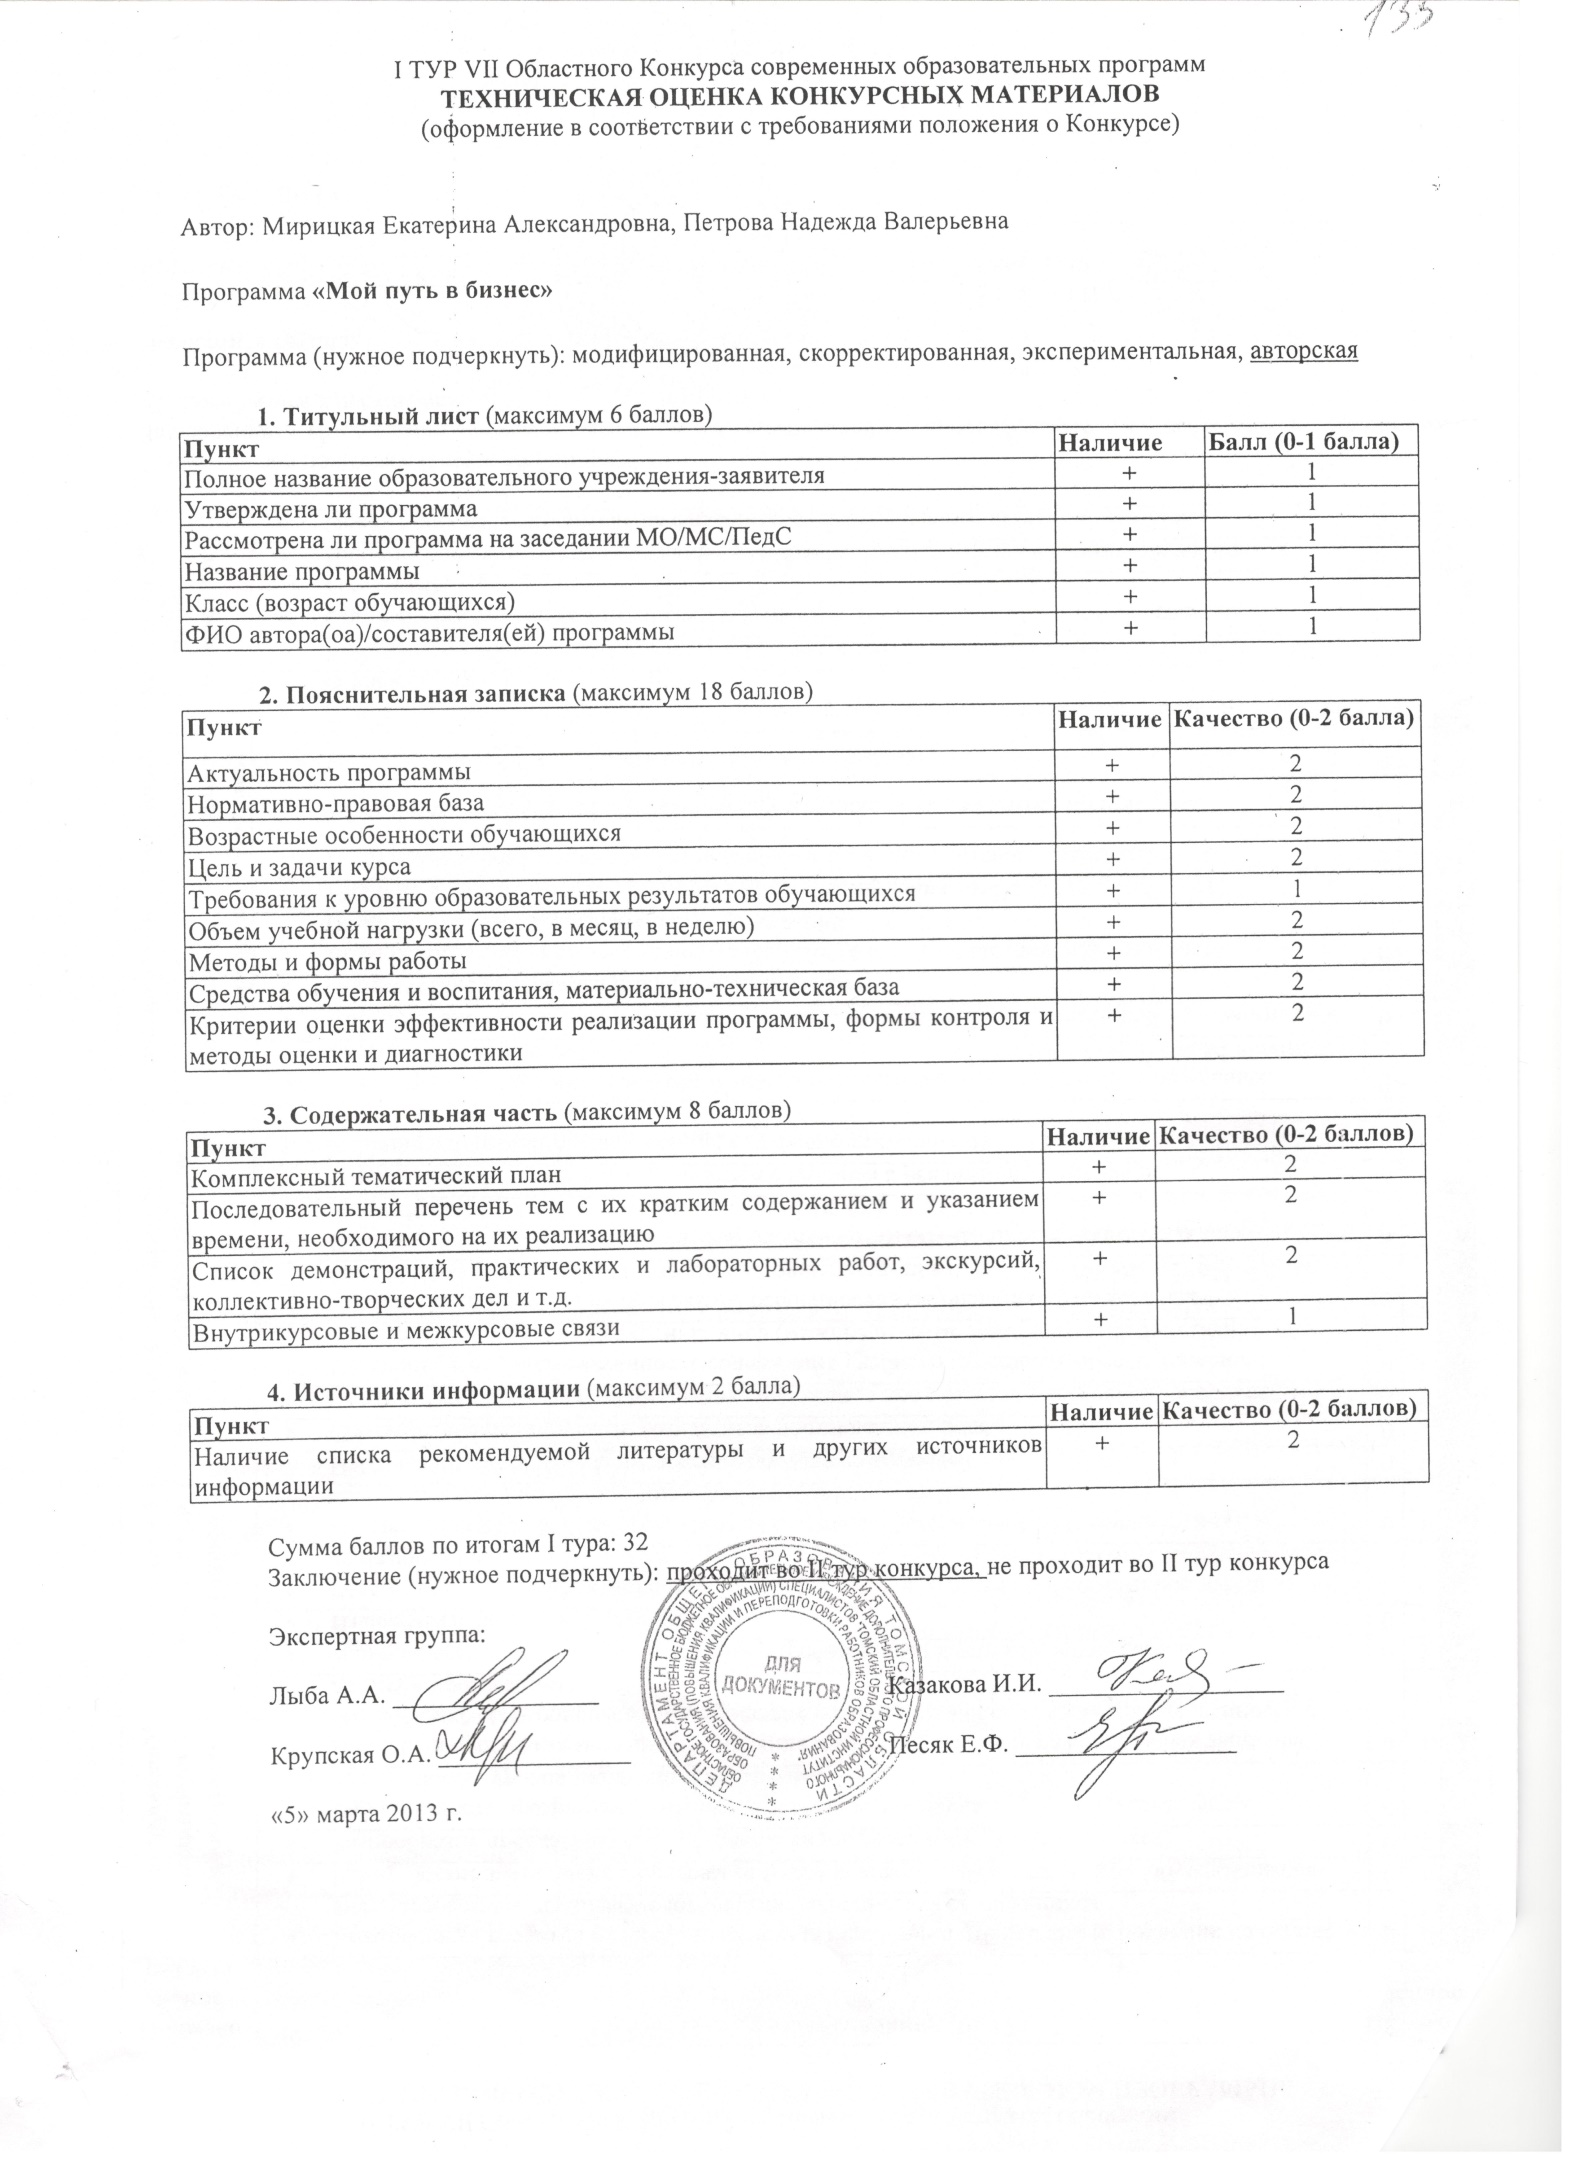 133
I ТУР VII Областного Конкурса современных образовательных программ
ТЕХНИЧЕСКАЯ ОЦЕНКА КОНКУРСНЫХ МАТЕРИАЛОВ
(оформление в соответствии с требованиями положения о Конкурсе)
Автор: Мирицкая Екатерина Александровна, Петрова Надежда Валерьевна
Программа «Мой путь в бизнес»
Программа (нужное подчеркнуть): модифицированная, скорректированная, экспериментальная, авторская
1. Титульный лист (максимум 6 баллов)
Пункт Наличие Балл (0-1 балла)
Полное название образовательного учреждения-заявителя + 1
Утверждена ли программа + 1
Рассмотрена ли программа на заседании МО/МС/ПедС + 1
Название программы + 1
Класс (возраст обучающихся) + 1
ФИО автора(оа)/составителя(ей) программы + 1
2. Пояснительная записка (максимум 18 баллов)
Пункт Наличие Качество (0-2 балла)
Актуальность программы + 2
Нормативно-правовая база + 2
Возрастные особенности обучающихся + 2
Цель и задачи курса + 2
Требования к уровню образовательных результатов обучающихся + 1
Объем учебной нагрузки (всего, в месяц, в неделю) + 2
Методы и формы работы + 2
Средства обучения и воспитания, материально-техническая база + 2
Критерии оценки эффективности реализации программы, формы контроля и + 2
методы оценки и диагностики
3. Содержательная часть (максимум 8 баллов)
Пункт Наличие Качество (0-2 баллов)
Комплексный тематический план + 2
Последовательный перечень тем с их кратким содержанием и указанием + 2
времени, необходимого на их реализацию
Список демонстраций, практических и лабораторных работ, экскурсий, + 2
коллективно-творческих дел и т.д.
Внутрикурсовые и межкурсовые связи + 1
4. Источники информации (максимум 2 балла)
Пункт Наличие Качество (0-2 баллов)
Наличие списка рекомендуемой литературы и других источников + 2
информации
Сумма баллов по итогам I тура: 32
Заключение (нужное подчеркнуть): проходит во II тур конкурса, не проходит во II тур конкурса
Экспертная группа:
Лыба А.А. Казакова И.И.
Крупская О.А. Песяк Е.Ф.
«5» марта 2013 г.
ДЕПАРТАМЕНТ ОБЩЕГО ОБРАЗОВАНИЯ ТОМСКОЙ ОБЛАСТИ
ДЛЯ
ДОКУМЕНТОВ